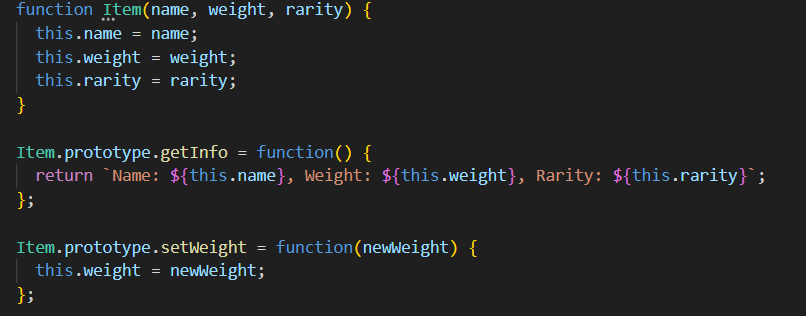 function Item(name, weight, rarity) {
  this.name = name;
  this.weight = weight;
  this.rarity = rarity;
}

Item.prototype.getInfo = function() {
  return `Name: ${this.name}, Weight: ${this.weight}, Rarity: ${this.rarity}`;
};

Item.prototype.setWeight = function(newWeight) {
  this.weight = newWeight;
};